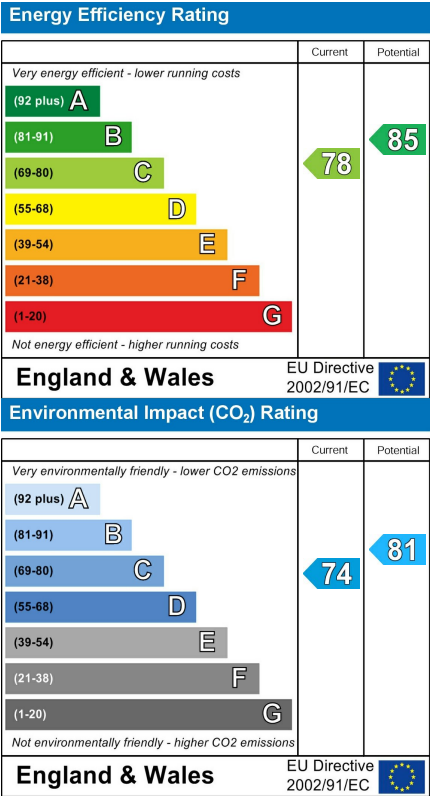 Energy Efficiency Rating
Current Potential
Very energy efficient - lower running costs
(92 plus) A
(81-91) B
(69-80) C
(55-68) D
(39-54) E
(21-38) F
(1-20) G
78
85
Not energy efficient - higher running costs
England & Wales
EU Directive
2002/91/EC
Environmental Impact (CO₂) Rating
Current Potential
Very environmentally friendly - lower CO2 emissions
(92 plus) A
(81-91) B
(69-80) C
(55-68) D
(39-54) E
(21-38) F
(1-20) G
74
81
Not environmentally friendly - higher CO2 emissions
England & Wales
EU Directive
2002/91/EC